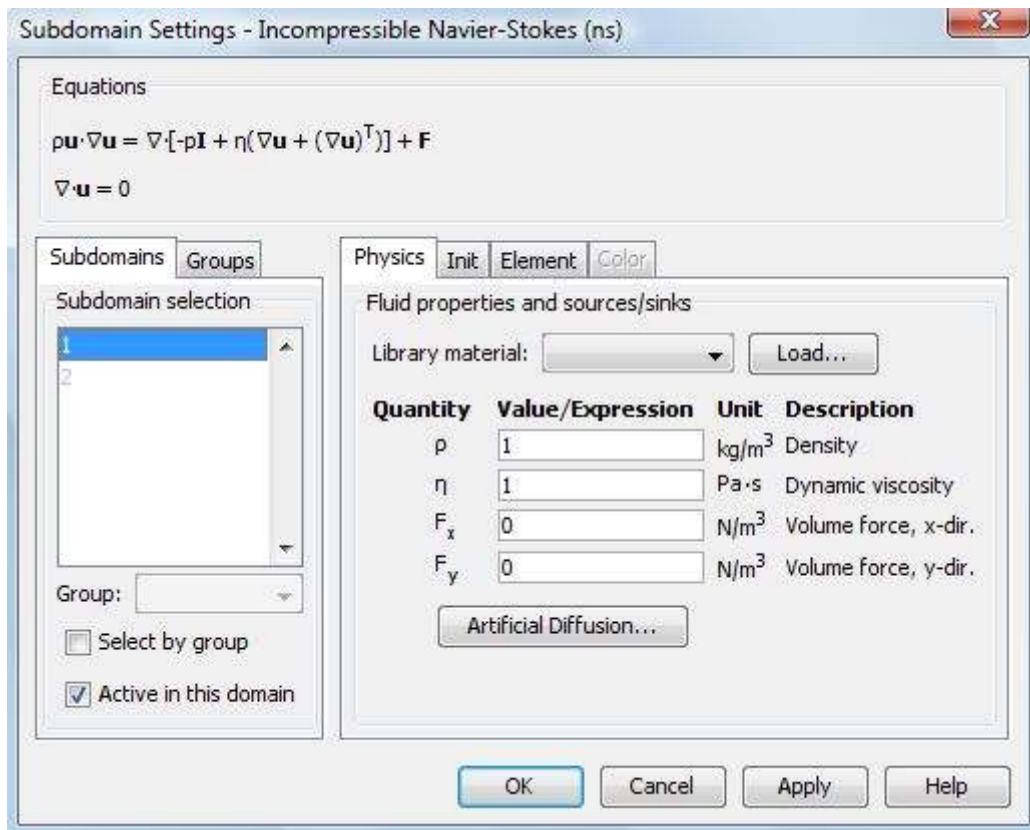 Subdomain Settings - Incompressible Navier-Stokes (ns)
Equations
ρu·∇u = ∇·[-pI + η(∇u + (∇u)ᵀ)] + F
∇·u = 0
Subdomains Groups
Subdomain selection
1
2
Group:
Select by group
Active in this domain
Physics Init Element Color
Fluid properties and sources/sinks
Library material: Load...
Quantity Value/Expression Unit Description
ρ 1 kg/m³ Density
η 1 Pa·s Dynamic viscosity
Fₓ 0 N/m³ Volume force, x-dir.
F_y 0 N/m³ Volume force, y-dir.
Artificial Diffusion...
OK Cancel Apply Help